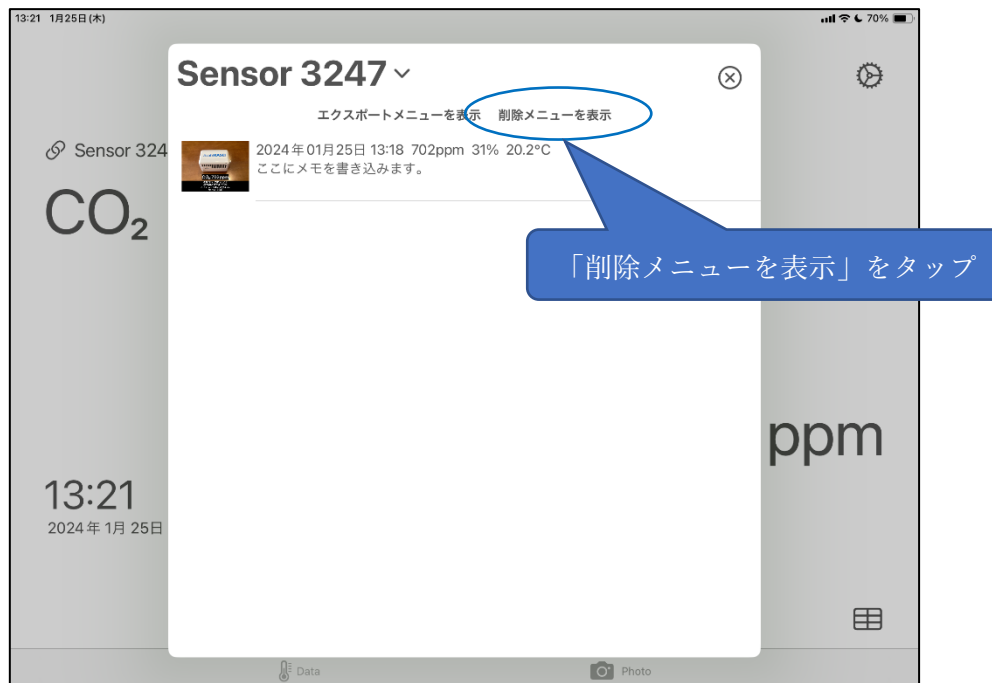 13:21 1月25日(木) 70%
Sensor 3247
エクスポートメニューを表示 削除メニューを表示
Sensor 324
2024年01月25日 13:18 702ppm 31% 20.2°C
ここにメモを書き込みます。
CO₂
「削除メニューを表示」をタップ
ppm
13:21
2024年 1月 25日
Data Photo